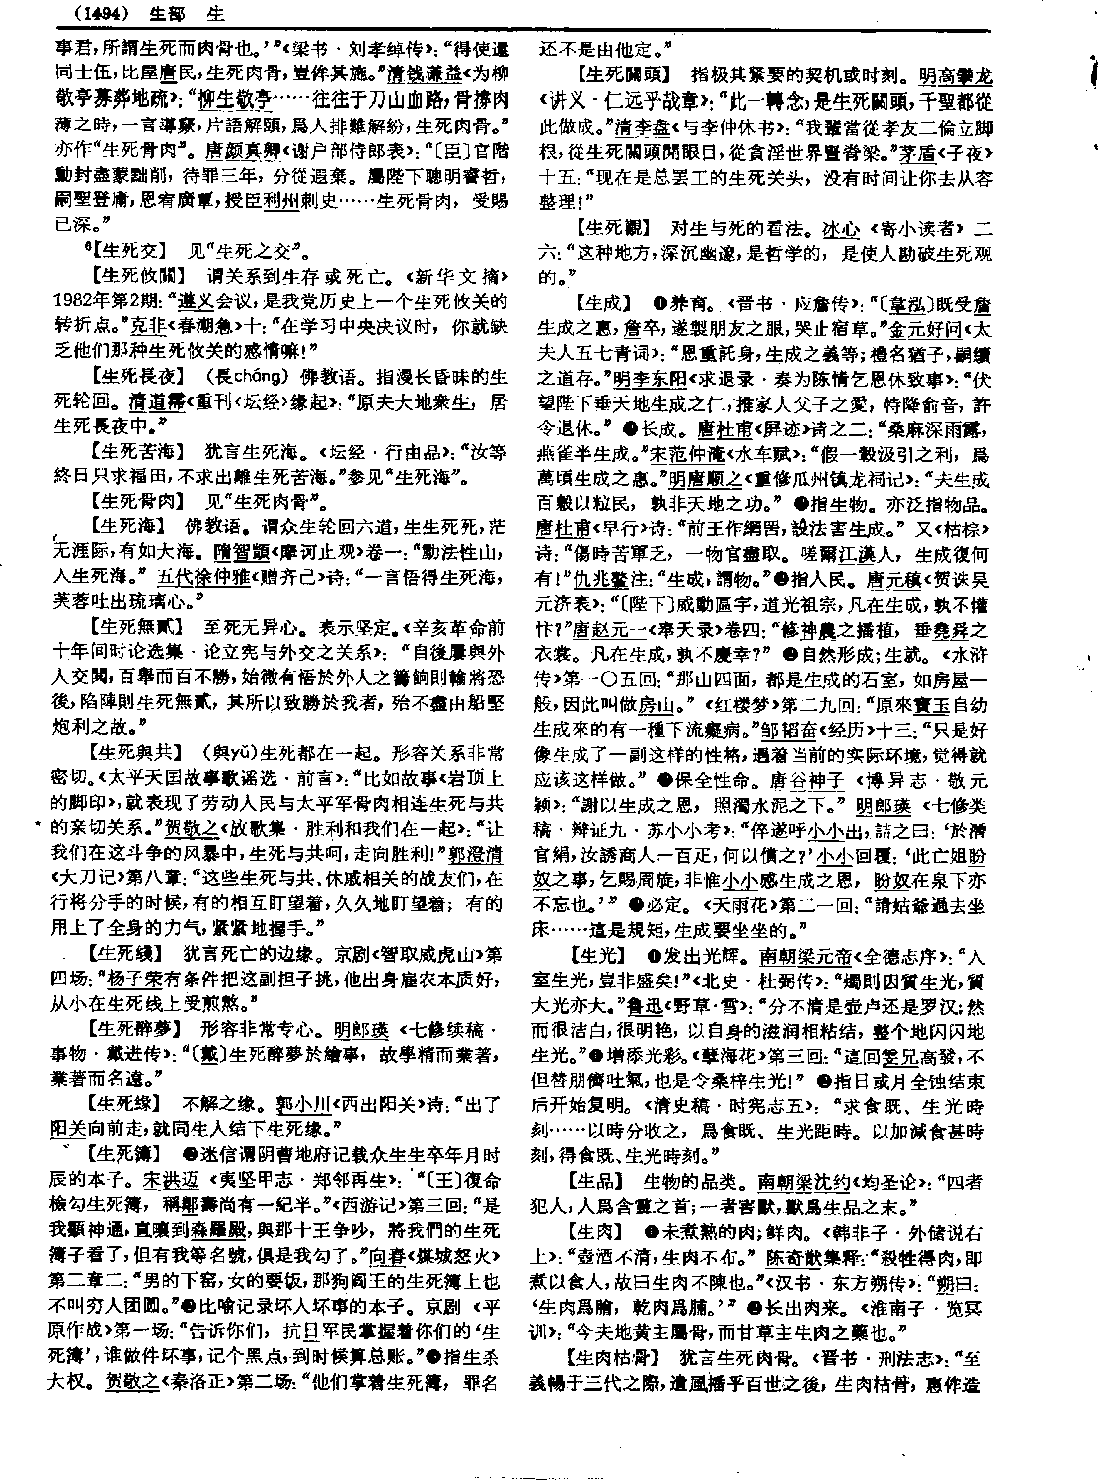 (1494) 生部 生
事君，所謂生死而肉骨也。’”《梁书·刘孝绰传》：“得使還
同士伍，比屋唐民，生死肉骨，豈侔其施。”清钱谦益《为柳
敬亭募葬地疏》：“柳生敬亭……往往于刀山血路，骨撐肉
薄之時，一言導窾，片語解頤，爲人排難解紛，生死肉骨。”
亦作“生死骨肉”。唐颜真卿《谢户部侍郎表》：“〔臣〕官階
勳封盡蒙黜削，待罪三年，分從遐棄。屬陛下聰明睿哲，
嗣聖登庸，恩宥廣覃，授臣利州刺史……生死骨肉，受賜
已深。”
【生死交】 见“生死之交”。
【生死攸關】 谓关系到生存或死亡。《新华文摘》
1982年第2期：“遵义会议，是我党历史上一个生死攸关的
转折点。”克非《春潮急》十：“在学习中央决议时，你就缺
乏他们那种生死攸关的感情嘛！”
【生死長夜】 （長cháng）佛教语。指漫长昏昧的生
死轮回。清道霈《重刊〈坛经〉缘起》：“原夫大地衆生，居
生死長夜中。”
【生死苦海】 犹言生死海。《坛经·行由品》：“汝等
終日只求福田，不求出離生死苦海。”参见“生死海”。
【生死骨肉】 见“生死肉骨”。
【生死海】 佛教语。谓众生轮回六道，生生死死，茫
无涯际，有如大海。隋智顗《摩诃止观》卷一：“動法性山，
入生死海。” 五代徐仲雅《赠齐己》诗：“一言悟得生死海，
芙蓉吐出琉璃心。”
【生死無貳】 至死无异心。表示坚定。《辛亥革命前
十年间时论选集·论立宪与外交之关系》：“自後屢與外
人交鬨，百舉而百不勝，始微有悟於外人之籌餉則輸將恐
後，陷陣則生死無貳，其所以致勝於我者，殆不盡由船堅
炮利之故。”
【生死與共】 （與yǔ）生死都在一起。形容关系非常
密切。《太平天囯故事歌谣选·前言》：“比如故事《岩顶上
的脚印》，就表现了劳动人民与太平军骨肉相连生死与共
的亲切关系。”贺敬之《放歌集·胜利和我们在一起》：“让
我们在这斗争的风暴中，生死与共呵，走向胜利！”郭澄清
《大刀记》第八章：“这些生死与共、休戚相关的战友们，在
行将分手的时候，有的相互盯望着，久久地盯望着；有的
用上了全身的力气，紧紧地握手。”
【生死綫】 犹言死亡的边缘。京剧《智取威虎山》第
四场：“杨子荣有条件把这副担子挑，他出身雇农本质好，
从小在生死线上受煎熬。”
【生死醉夢】 形容非常专心。明郎瑛《七修续稿·
事物·戴进传》：“〔戴〕生死醉夢於繪事，故學精而業著，
業著而名遠。”
【生死缘】 不解之缘。郭小川《西出阳关》诗：“出了
阳关向前走，就同生人结下生死缘。”
【生死簿】 ❶迷信谓阴曹地府记载众生生卒年月时
辰的本子。宋洪迈《夷坚甲志·郑邻再生》：“〔王〕復命
檢勾生死簿，稱鄰壽尚有一紀半。”《西游记》第三回：“是
我顯神通，直嚷到森羅殿，與那十王争吵，將我們的生死
簿子看了，但有我等名號，俱是我勾了。”向春《煤城怒火》
第二章二：“男的下窑，女的要饭，那狗阎王的生死簿上也
不叫穷人团圆。”❷比喻记录坏人坏事的本子。京剧《平
原作战》第一场：“告诉你们，抗日军民掌握着你们的‘生
死簿’，谁做件坏事，记个黑点，到时候算总账。”❸指生杀
大权。贺敬之《秦洛正》第二场：“他们掌着生死簿，罪名
还不是由他定。”
【生死關頭】 指极其紧要的契机或时刻。明高攀龙
《讲义·仁远乎哉章》：“此一轉念，是生死關頭，千聖都從
此做成。”清李盘《与李仲休书》：“我輩當從孝友二倫立脚
根，從生死關頭開眼目，從貪淫世界豎脊梁。”茅盾《子夜》
十五：“现在是总罢工的生死关头，没有时间让你去从容
整理！”
【生死觀】 对生与死的看法。冰心《寄小读者》二
六：“这种地方，深沉幽邃，是哲学的，是使人勘破生死观
的。”
【生成】 ❶养育。《晋书·应詹传》：“〔韋泓〕既受詹
生成之惠，詹卒，遂製朋友之服，哭止宿草。”金元好问《太
夫人五七青词》：“恩重託身，生成之義等；禮名猶子，嗣續
之道存。”明李东阳《求退录·奏为陈情乞恩休致事》：“伏
望陛下垂天地生成之仁，推家人父子之愛，特降俞音，許
令退休。” ❷长成。唐杜甫《屏迹》诗之二：“桑麻深雨露，
燕雀半生成。”宋范仲淹《水车赋》：“假一轂汲引之利，爲
萬頃生成之惠。”明唐顺之《重修瓜州镇龙祠记》：“夫生成
百穀以粒民，孰非天地之功。” ❸指生物。亦泛指物品。
唐杜甫《早行》诗：“前王作網罟，設法害生成。” 又《枯棕》
诗：“傷時苦軍乏，一物官盡取。嗟爾江漢人，生成復何
有！”仇兆鳌注：“生成，謂物。”❹指人民。唐元稹《贺诛吴
元济表》：“〔陛下〕威動區宇，道光祖宗，凡在生成，孰不懽
忭？”唐赵元一《奉天录》卷四：“修神農之播植，垂堯舜之
衣裳。凡在生成，孰不慶幸？” ❺自然形成；生就。《水浒
传》第一〇五回：“那山四面，都是生成的石室，如房屋一
般，因此叫做房山。” 《红楼梦》第二九回：“原來寶玉自幼
生成來的有一種下流癡病。”邹韬奋《经历》十三：“只是好
像生成了一副这样的性格，遇着当前的实际环境，觉得就
应该这样做。” ❻保全性命。唐谷神子《博异志·敬元
颖》：“謝以生成之恩，照濁水泥之下。” 明郎瑛《七修类
稿·辩证九·苏小小考》：“倅遂呼小小出，詰之曰：‘於潛
官絹，汝誘商人一百疋，何以償之？’小小回覆：‘此亡姐盼
奴之事，乞賜周旋，非惟小小感生成之恩，盼奴在泉下亦
不忘也。’” ❼必定。《天雨花》第二一回：“請姑爺過去坐
床……這是規矩，生成要坐坐的。”
【生光】 ❶发出光辉。南朝梁元帝《全德志序》：“入
室生光，豈非盛矣！”《北史·杜弼传》：“燭則因質生光，質
大光亦大。”鲁迅《野草·雪》：“分不清是壶卢还是罗汉；然
而很洁白，很明艳，以自身的滋润相粘结，整个地闪闪地
生光。”❷增添光彩。《孽海花》第三回：“這回雯兄高發，不
但替朋儕吐氣，也是令桑梓生光！” ❸指日或月全蚀结束
后开始复明。《清史稿·时宪志五》：“求食既、生光時
刻……以時分收之，爲食既、生光距時。以加減食甚時
刻，得食既、生光時刻。”
【生品】 生物的品类。南朝梁沈约《均圣论》：“四者
犯人，人爲含靈之首；一者害獸，獸爲生品之末。”
【生肉】 ❶未煮熟的肉；鲜肉。《韩非子·外储说右
上》：“壺酒不清，生肉不布。” 陈奇猷集释：“殺牲得肉，即
煮以食人，故曰生肉不陳也。”《汉书·东方朔传》：“朔曰：
‘生肉爲膾，乾肉爲脯。’” ❷长出肉来。《淮南子·览冥
训》：“今夫地黄主屬骨，而甘草主生肉之藥也。”
【生肉枯骨】 犹言生死肉骨。《晋书·刑法志》：“至
義暢于三代之際，遺風播乎百世之後，生肉枯骨，惠侔造